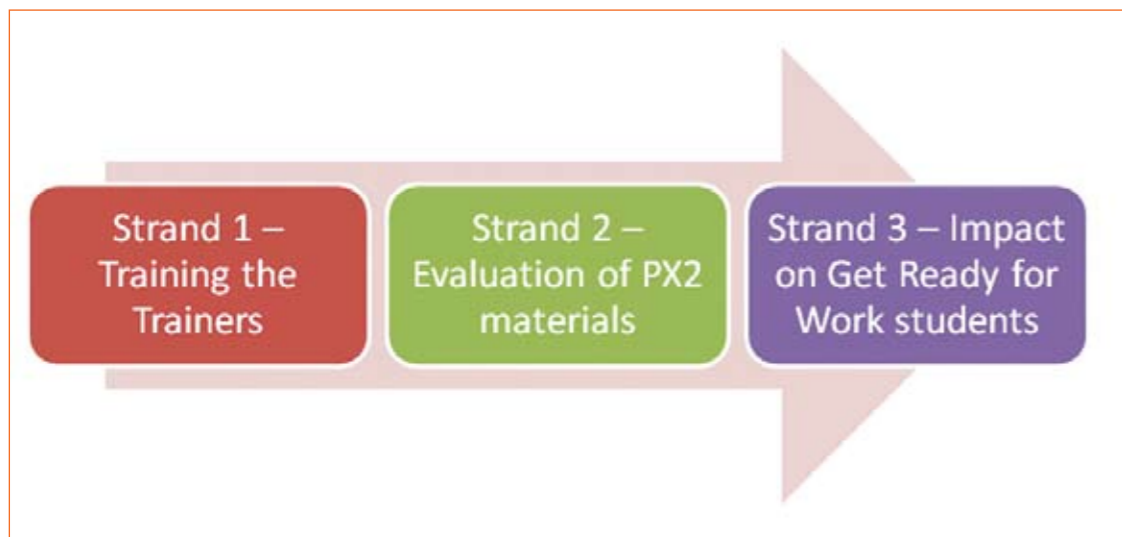 Strand 1 –
Training the
Trainers
Strand 2 –
Evaluation of PX2
materials
Strand 3 – Impact
on Get Ready for
Work students